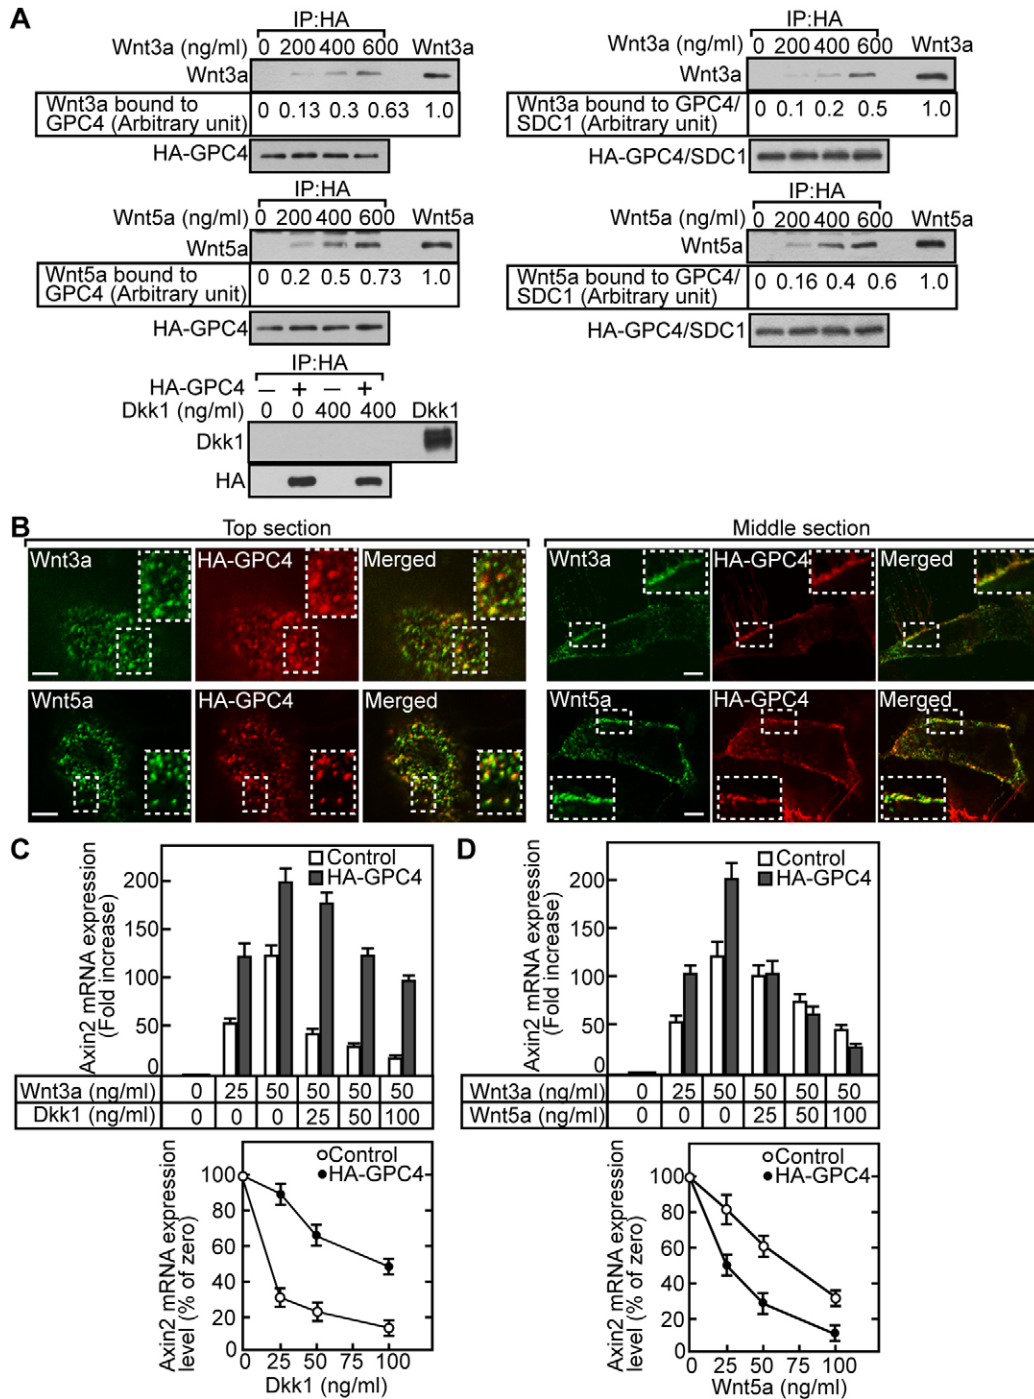 A
IP:HA
Wnt3a (ng/ml) 0 200 400 600 Wnt3a
Wnt3a
Wnt3a bound to GPC4 (Arbitrary unit) 0 0.13 0.3 0.63 1.0
HA-GPC4
IP:HA
Wnt5a (ng/ml) 0 200 400 600 Wnt5a
Wnt5a
Wnt5a bound to GPC4 (Arbitrary unit) 0 0.2 0.5 0.73 1.0
HA-GPC4
IP:HA
HA-GPC4 — + — +
Dkk1 (ng/ml) 0 0 400 400 Dkk1
Dkk1
HA
IP:HA
Wnt3a (ng/ml) 0 200 400 600 Wnt3a
Wnt3a
Wnt3a bound to GPC4/
SDC1 (Arbitrary unit) 0 0.1 0.2 0.5 1.0
HA-GPC4/SDC1
IP:HA
Wnt5a (ng/ml) 0 200 400 600 Wnt5a
Wnt5a
Wnt5a bound to GPC4/
SDC1 (Arbitrary unit) 0 0.16 0.4 0.6 1.0
HA-GPC4/SDC1
B
Top section Middle section
Wnt3a HA-GPC4 Merged Wnt3a HA-GPC4 Merged
Wnt5a HA-GPC4 Merged Wnt5a HA-GPC4 Merged
C
Axin2 mRNA expression
(Fold increase)
200
150
100
50
0
Control
HA-GPC4
Wnt3a (ng/ml) 0 25 50 50 50 50
Dkk1 (ng/ml) 0 0 0 25 50 100
Axin2 mRNA expression
level (% of zero)
100
80
60
40
20
0
Control
HA-GPC4
0 25 50 75 100
Dkk1 (ng/ml)
D
Axin2 mRNA expression
(Fold increase)
200
150
100
50
0
Control
HA-GPC4
Wnt3a (ng/ml) 0 25 50 50 50 50
Wnt5a (ng/ml) 0 0 0 25 50 100
Axin2 mRNA expression
level (% of zero)
100
80
60
40
20
0
Control
HA-GPC4
0 25 50 75 100
Wnt5a (ng/ml)